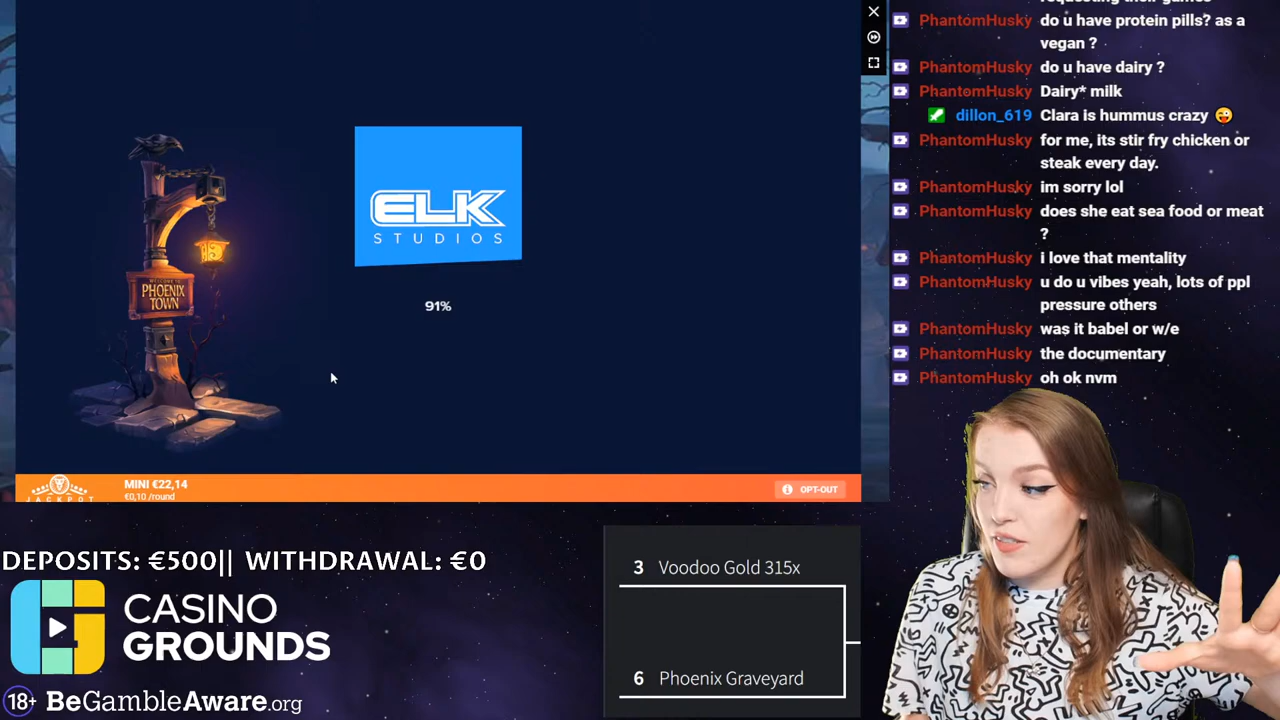 ELK
STUDIOS
91%
WELCOME TO
PHOENIX
TOWN
MINI €22,14
€0,10 /round
JACKPOT
OPT-OUT
PhantomHusky do u have protein pills? as a
vegan ?
PhantomHusky do u have dairy ?
PhantomHusky Dairy* milk
dillon_619 Clara is hummus crazy 😜
PhantomHusky for me, its stir fry chicken or
steak every day.
PhantomHusky im sorry lol
PhantomHusky does she eat sea food or meat
?
PhantomHusky i love that mentality
PhantomHusky u do u vibes yeah, lots of ppl
pressure others
PhantomHusky was it babel or w/e
PhantomHusky the documentary
PhantomHusky oh ok nvm
DEPOSITS: €500|| WITHDRAWAL: €0
CASINO
GROUNDS
18+ BeGambleAware.org
3 Voodoo Gold 315x
6 Phoenix Graveyard